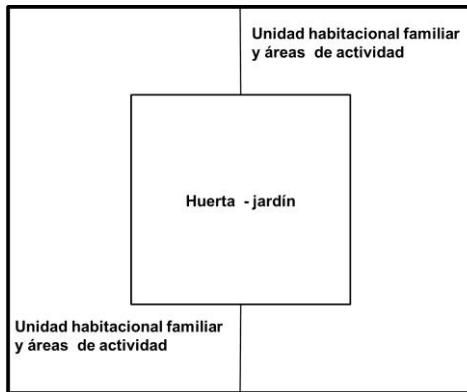 Unidad habitacional familiar
y áreas de actividad
Huerta - jardín
Unidad habitacional familiar
y áreas de actividad